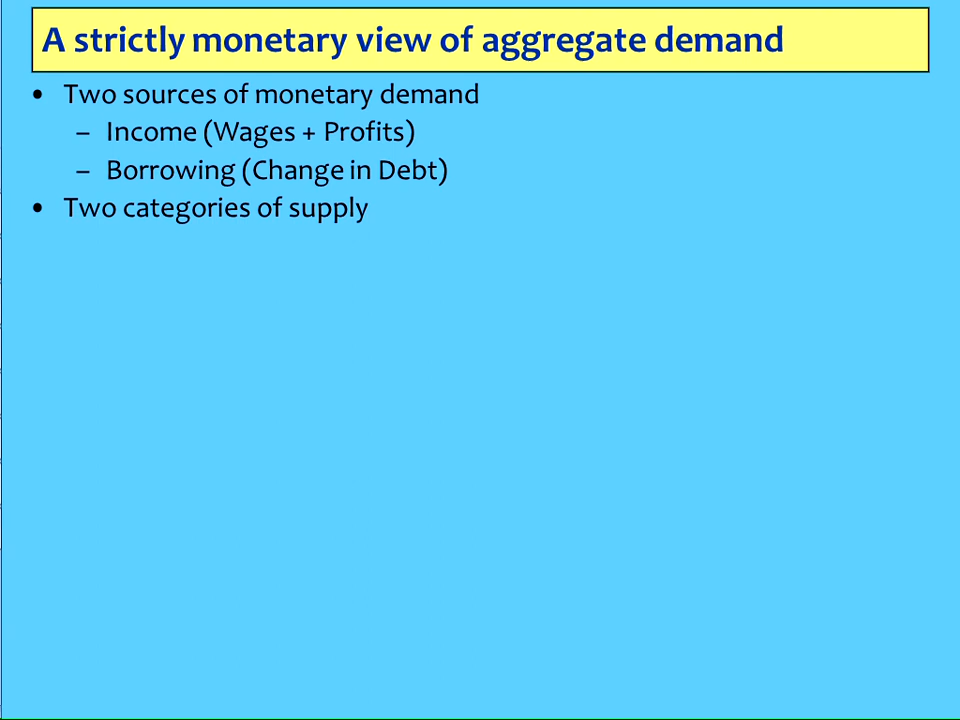 A strictly monetary view of aggregate demand
• Two sources of monetary demand
– Income (Wages + Profits)
– Borrowing (Change in Debt)
• Two categories of supply